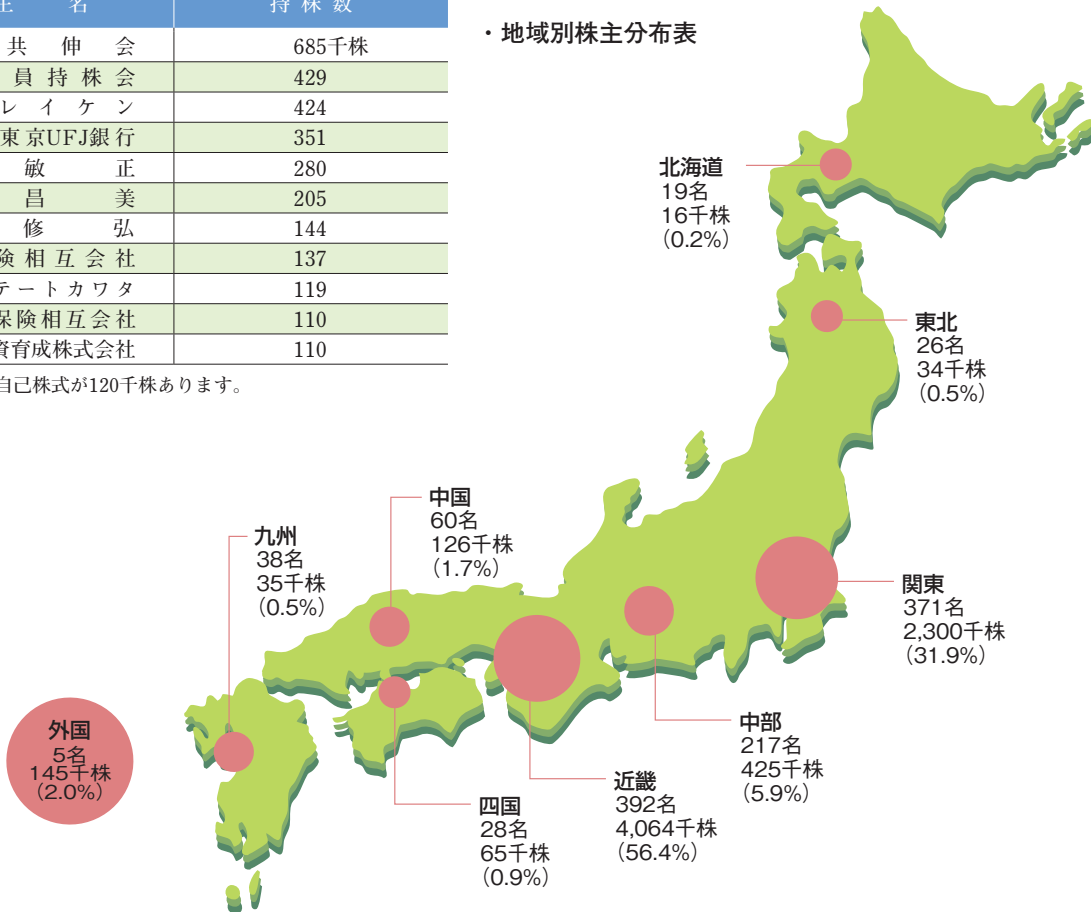 主 名 持 株 数
共 伸 会 685千株
員 持 株 会 429
レ イ ケ ン 424
東京UFJ銀行 351
敏 正 280
昌 美 205
修 弘 144
険 相 互 会 社 137
テ ー ト カ ワ タ 119
保険相互会社 110
資育成株式会社 110
自己株式が120千株あります。
・地域別株主分布表
北海道
19名
16千株
(0.2%)
東北
26名
34千株
(0.5%)
中国
60名
126千株
(1.7%)
九州
38名
35千株
(0.5%)
関東
371名
2,300千株
(31.9%)
外国
5名
145千株
(2.0%)
中部
217名
425千株
(5.9%)
近畿
392名
4,064千株
(56.4%)
四国
28名
65千株
(0.9%)